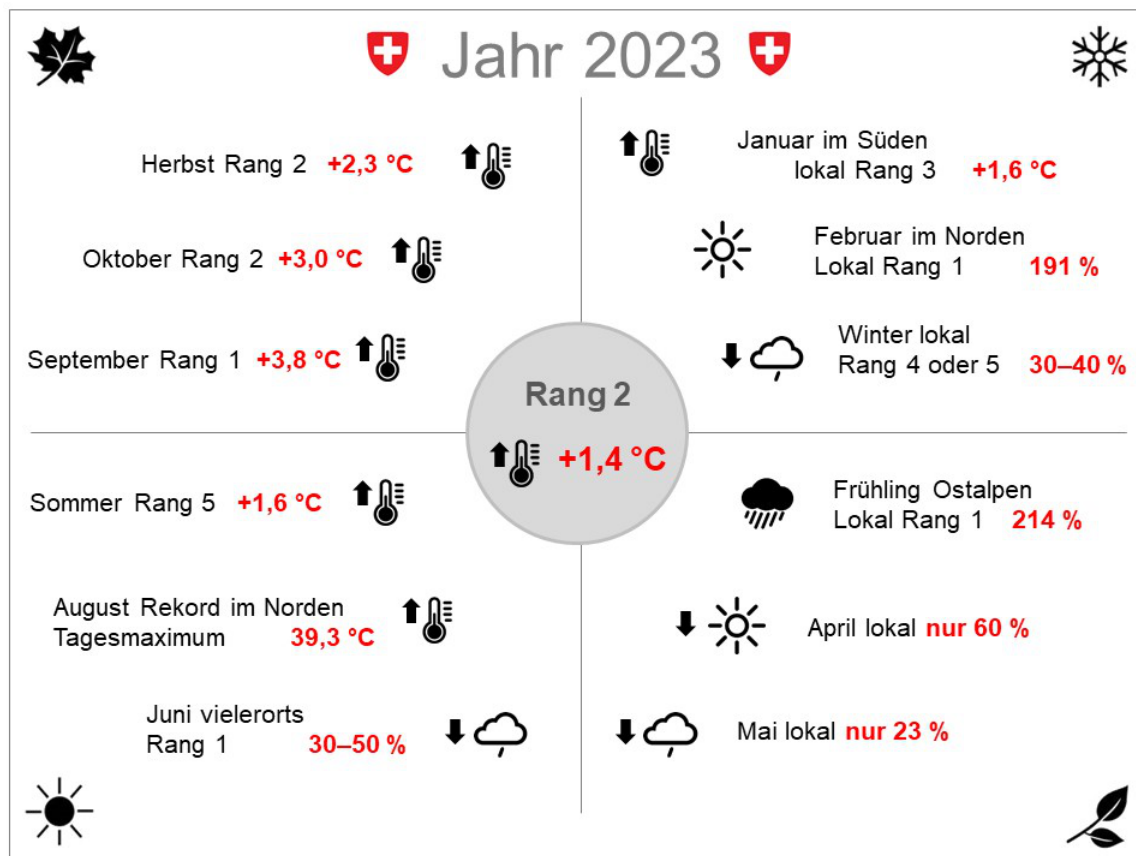 Jahr 2023
Herbst Rang 2 +2,3 °C
Oktober Rang 2 +3,0 °C
September Rang 1 +3,8 °C
Januar im Süden
lokal Rang 3 +1,6 °C
Februar im Norden
Lokal Rang 1 191 %
Winter lokal
Rang 4 oder 5 30–40 %
Rang 2
+1,4 °C
Sommer Rang 5 +1,6 °C
August Rekord im Norden
Tagesmaximum 39,3 °C
Juni vielerorts
Rang 1 30–50 %
Frühling Ostalpen
Lokal Rang 1 214 %
April lokal nur 60 %
Mai lokal nur 23 %